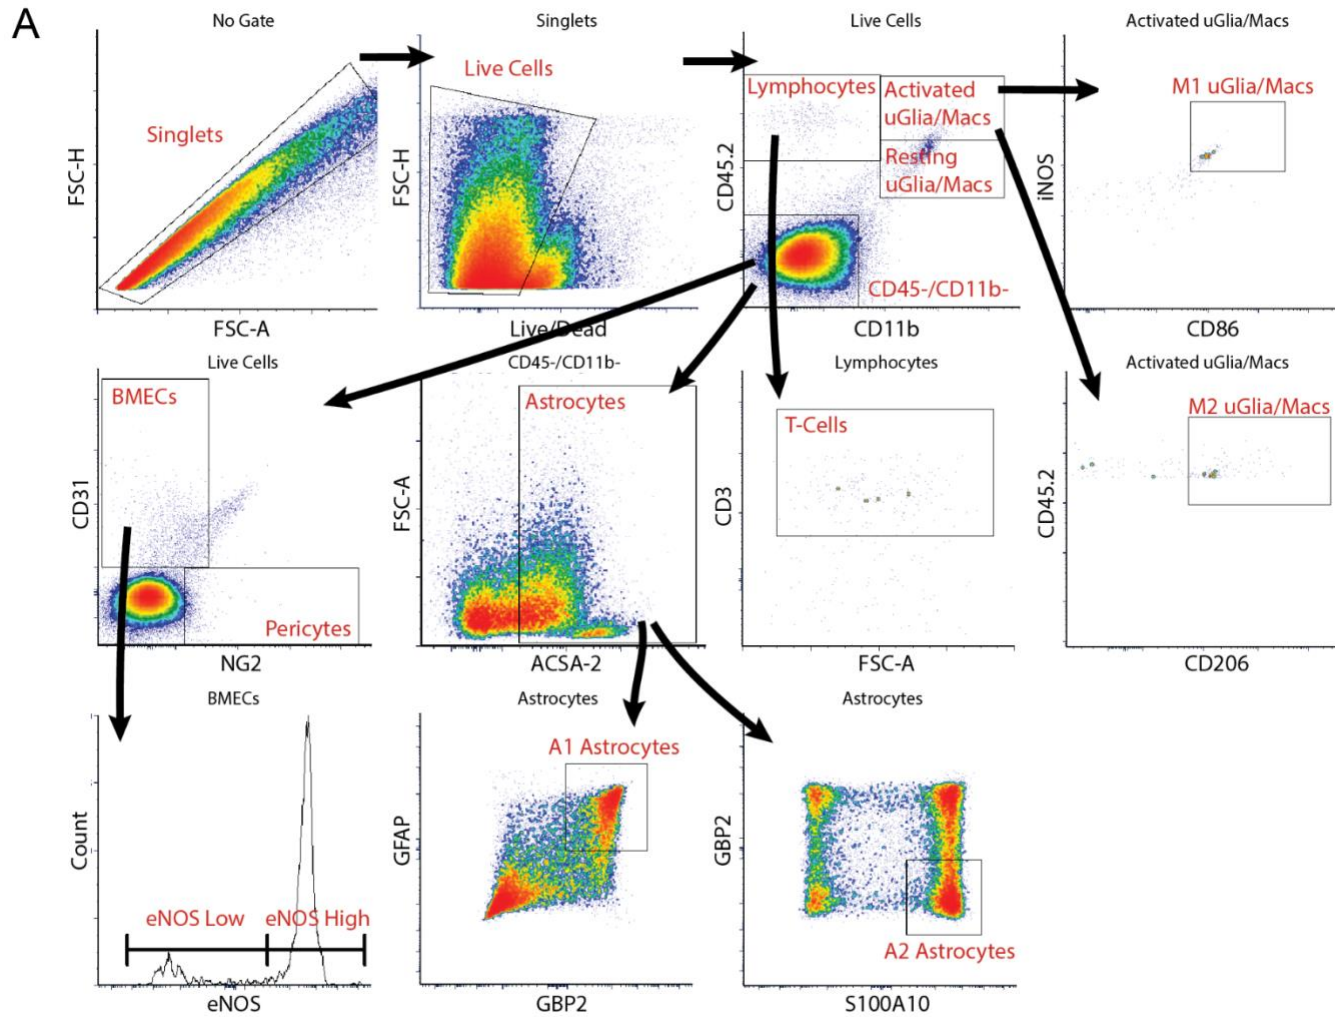 A
No Gate
Singlets
FSC-H
FSC-A
Singlets
Live Cells
FSC-H
Live/Dead
Live Cells
Lymphocytes
Activated
uGlia/Macs
Resting
uGlia/Macs
CD45-/CD11b-
CD45.2
CD11b
Activated uGlia/Macs
M1 uGlia/Macs
iNOS
CD86
Live Cells
BMECs
Pericytes
CD31
NG2
CD45-/CD11b-
Astrocytes
FSC-A
ACSA-2
Lymphocytes
T-Cells
CD3
FSC-A
Activated uGlia/Macs
M2 uGlia/Macs
CD45.2
CD206
BMECs
eNOS Low
eNOS High
Count
eNOS
Astrocytes
A1 Astrocytes
GFAP
GBP2
Astrocytes
GBP2
A2 Astrocytes
S100A10